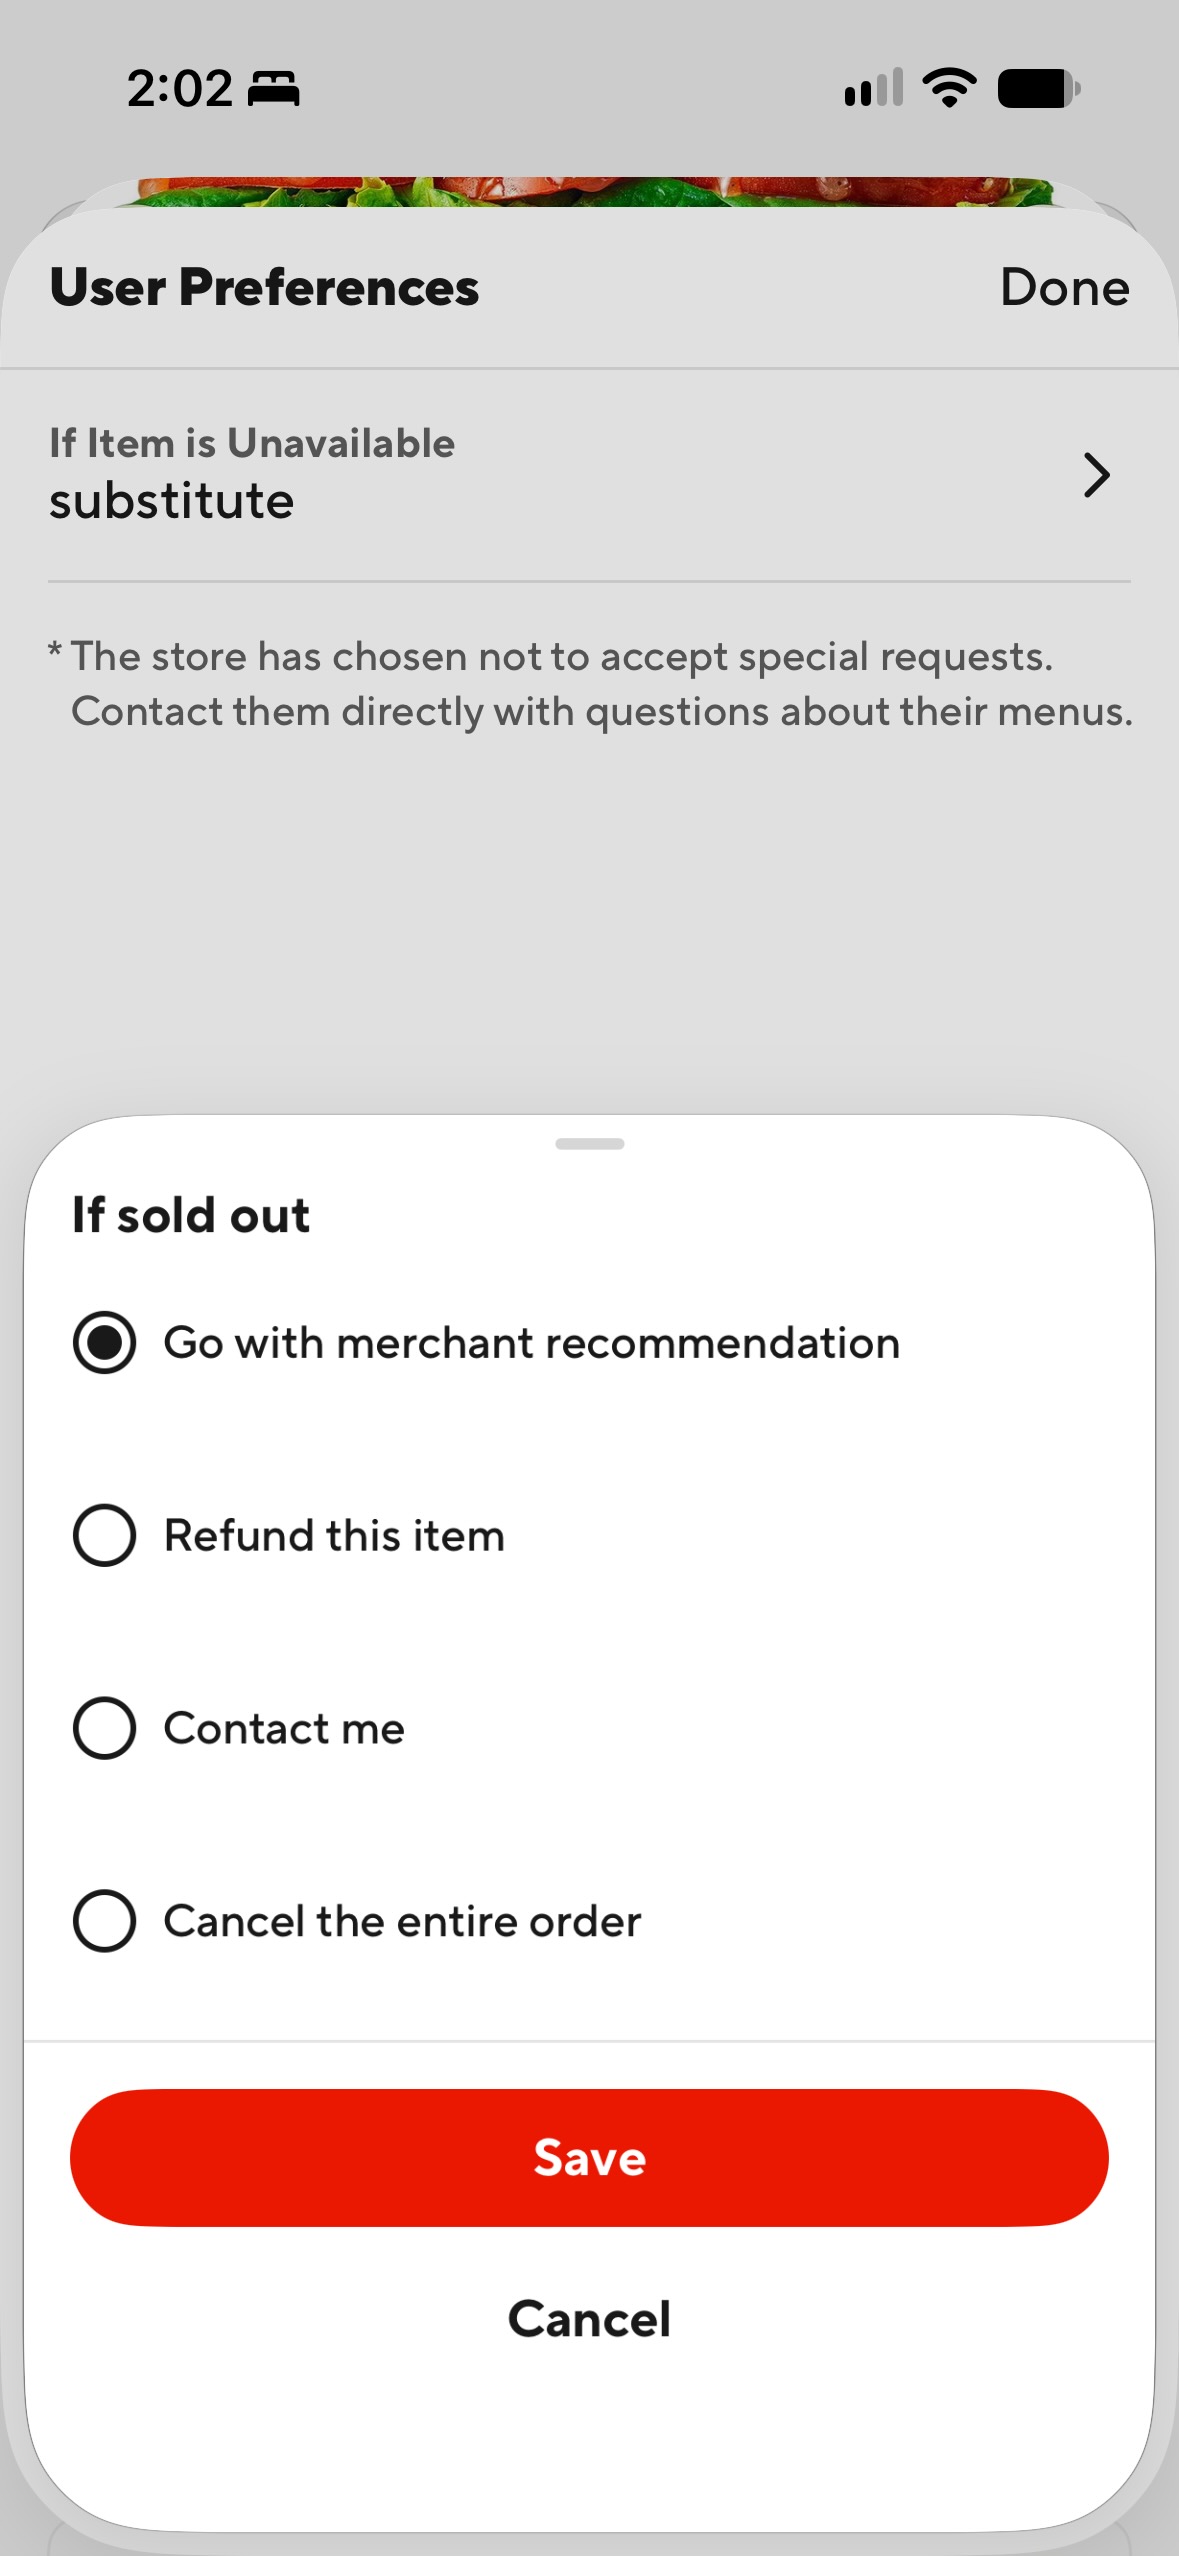 2:02
User Preferences
Done
If Item is Unavailable
substitute
* The store has chosen not to accept special requests.
Contact them directly with questions about their menus.
If sold out
Go with merchant recommendation
Refund this item
Contact me
Cancel the entire order
Save
Cancel